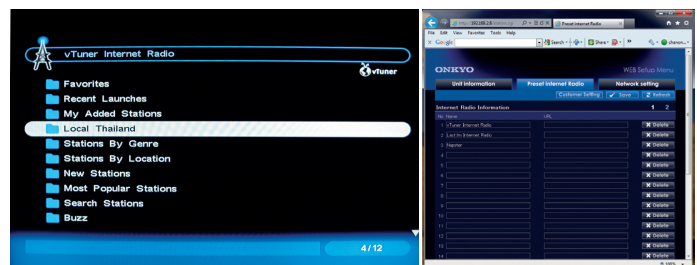 vTuner Internet Radio
vTuner
Favorites
Recent Launches
My Added Stations
Local Thailand
Stations By Genre
Stations By Location
New Stations
Most Popular Stations
Search Stations
Buzz
4/12
Preset Internet Radio
File Edit View Favorites Tools Help
Google Search Share
ONKYO WEB Setup Menu
Unit Information Preset Internet Radio Network setting
Customer Setting Save Refresh
Internet Radio Information 1 2
No Name URL
1 vTuner Internet Radio Delete
2 Last.fm Internet Radio Delete
3 Napster Delete
4 Delete
5 Delete
6 Delete
7 Delete
8 Delete
9 Delete
10 Delete
11 Delete
12 Delete
13 Delete
14 Delete
100%